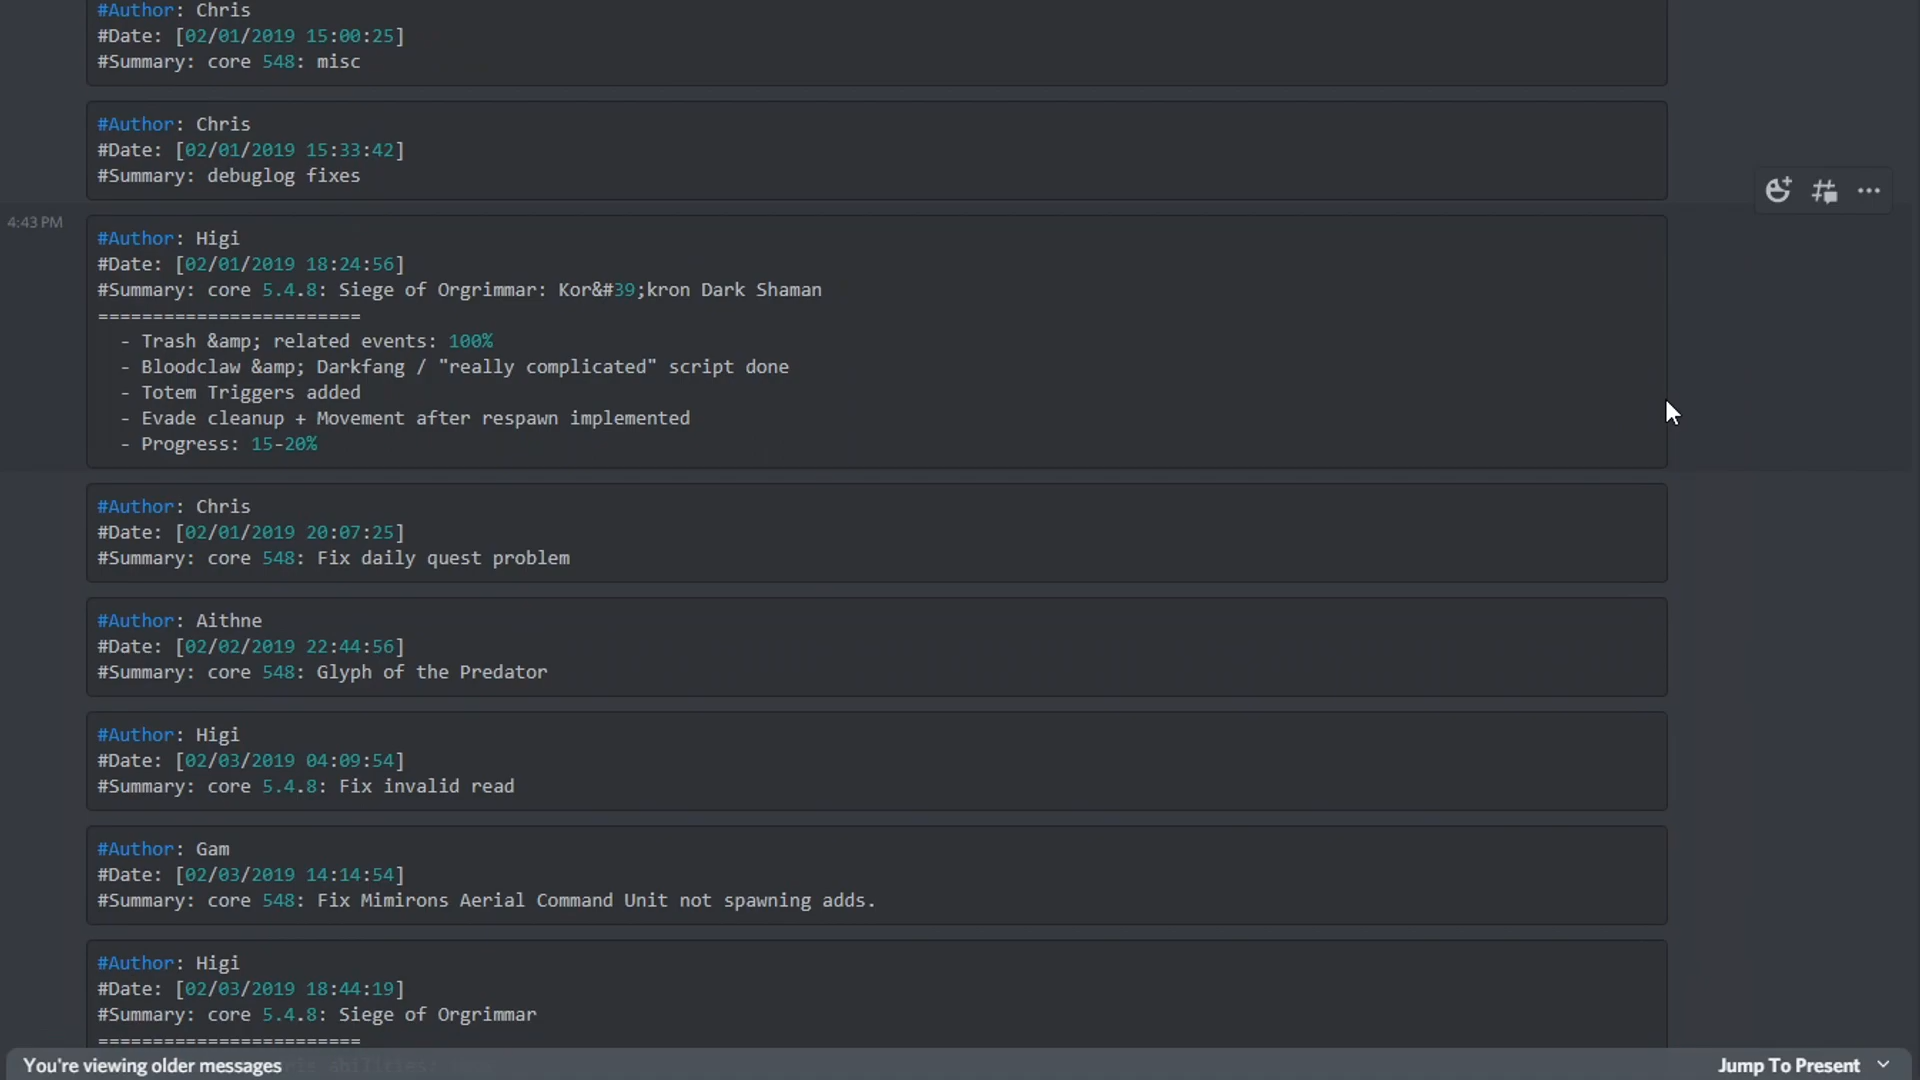 #Author: Chris
#Date: [02/01/2019 15:00:25]
#Summary: core 548: misc
#Author: Chris
#Date: [02/01/2019 15:33:42]
#Summary: debuglog fixes
4:43 PM
#Author: Higi
#Date: [02/01/2019 18:24:56]
#Summary: core 5.4.8: Siege of Orgrimmar: Kor&#39;kron Dark Shaman
========================
- Trash &amp; related events: 100%
- Bloodclaw &amp; Darkfang / "really complicated" script done
- Totem Triggers added
- Evade cleanup + Movement after respawn implemented
- Progress: 15-20%
#Author: Chris
#Date: [02/01/2019 20:07:25]
#Summary: core 548: Fix daily quest problem
#Author: Aithne
#Date: [02/02/2019 22:44:56]
#Summary: core 548: Glyph of the Predator
#Author: Higi
#Date: [02/03/2019 04:09:54]
#Summary: core 5.4.8: Fix invalid read
#Author: Gam
#Date: [02/03/2019 14:14:54]
#Summary: core 548: Fix Mimirons Aerial Command Unit not spawning adds.
#Author: Higi
#Date: [02/03/2019 18:44:19]
#Summary: core 5.4.8: Siege of Orgrimmar
========================
You're viewing older messages
Jump To Present